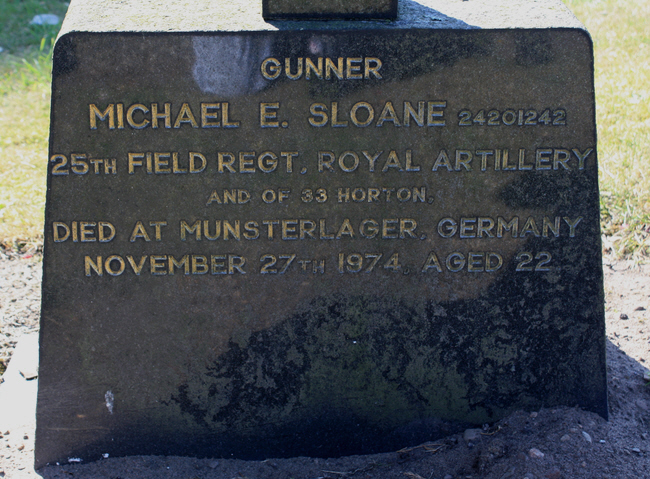 GUNNER
MICHAEL E. SLOANE 24201242
25TH FIELD REGT. ROYAL ARTILLERY
AND OF 33 HORTON.
DIED AT MUNSTERLAGER, GERMANY
NOVEMBER 27TH 1974, AGED 22